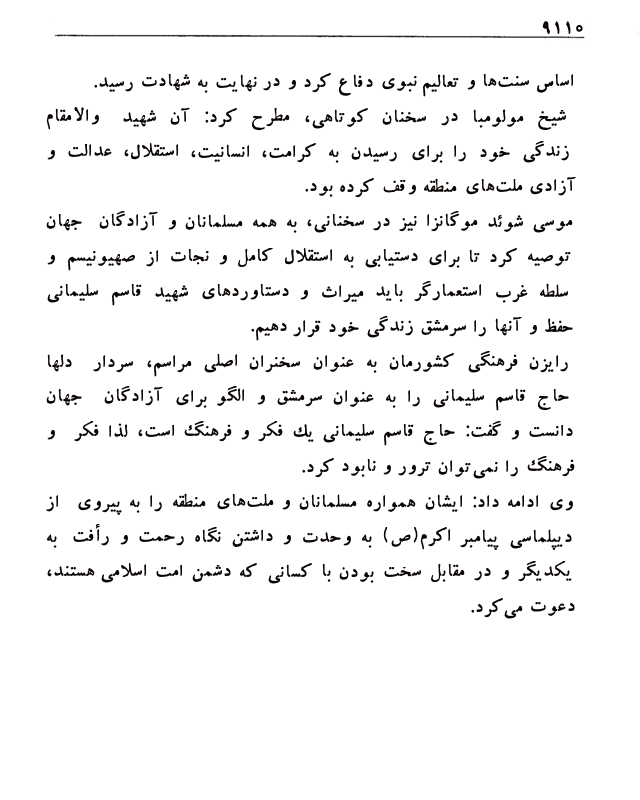 ۹۱۱۰
اساس سنت‌ها و تعالیم نبوی دفاع کرد و در نهایت به شهادت رسید.
شیخ مولومبا در سخنان کوتاهی، مطرح کرد: آن شهید والامقام
زندگی خود را برای رسیدن به کرامت، انسانیت، استقلال، عدالت و
آزادی ملت‌های منطقه وقف کرده بود.
موسی شوئد موگانزا نیز در سخنانی، به همه مسلمانان و آزادگان جهان
توصیه کرد تا برای دستیابی به استقلال کامل و نجات از صهیونیسم و
سلطه غرب استعمارگر باید میراث و دستاوردهای شهید قاسم سلیمانی
حفظ و آنها را سرمشق زندگی خود قرار دهیم.
رایزن فرهنگی کشورمان به عنوان سخنران اصلی مراسم، سردار دلها
حاج قاسم سلیمانی را به عنوان سرمشق و الگو برای آزادگان جهان
دانست و گفت: حاج قاسم سلیمانی یك فکر و فرهنگ است، لذا فکر و
فرهنگ را نمی‌توان ترور و نابود کرد.
وی ادامه داد: ایشان همواره مسلمانان و ملت‌های منطقه را به پیروی از
دیپلماسی پیامبر اکرم(ص) به وحدت و داشتن نگاه رحمت و رأفت به
یکدیگر و در مقابل سخت بودن با کسانی که دشمن امت اسلامی هستند،
دعوت می‌کرد.